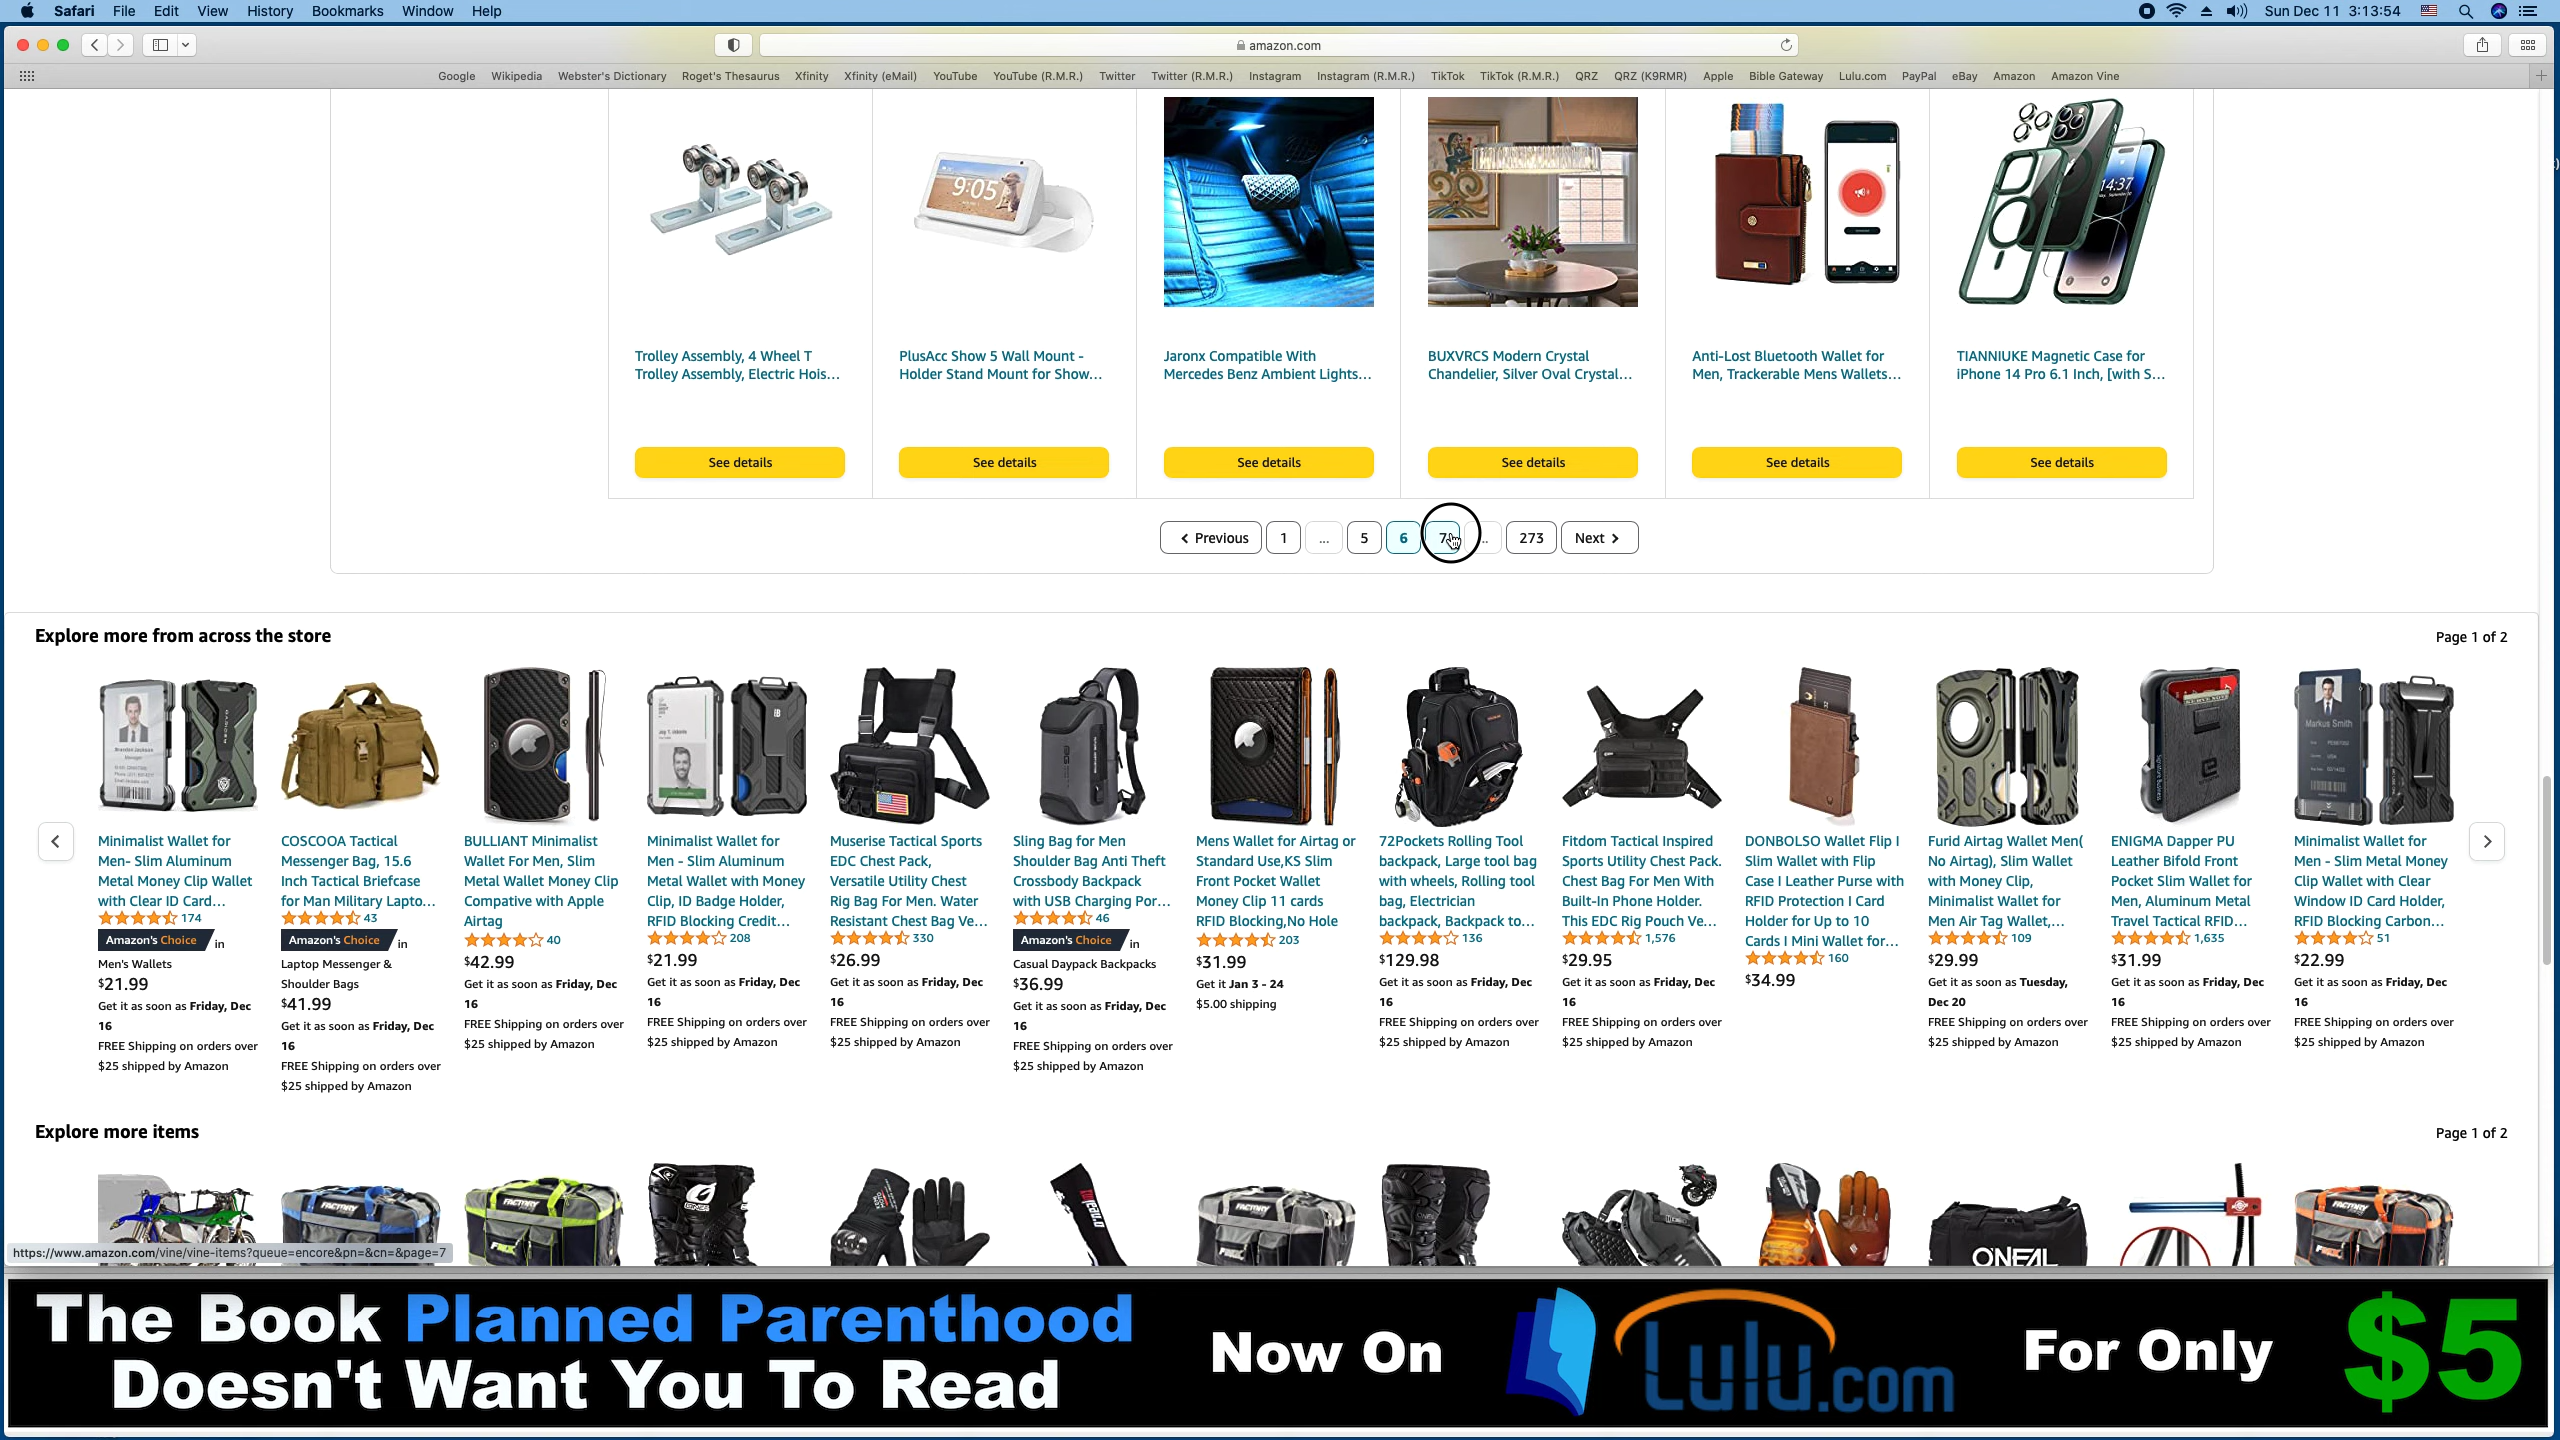 Safari File Edit View History Bookmarks Window Help
Sun Dec 11 3:13:54
amazon.com
Google Wikipedia Webster's Dictionary Roget's Thesaurus Xfinity Xfinity (eMail) YouTube YouTube (R.M.R.) Twitter Twitter (R.M.R.) Instagram Instagram (R.M.R.) TikTok TikTok (R.M.R.) QRZ QRZ (K9RMR) Apple Bible Gateway Lulu.com PayPal eBay Amazon Amazon Vine
9:05
14:37
Trolley Assembly, 4 Wheel T
Trolley Assembly, Electric Hois...
See details
PlusAcc Show 5 Wall Mount -
Holder Stand Mount for Show...
See details
Jaronx Compatible With
Mercedes Benz Ambient Lights...
See details
BUXVRCS Modern Crystal
Chandelier, Silver Oval Crystal...
See details
Anti-Lost Bluetooth Wallet for
Men, Trackerable Mens Wallets...
See details
TIANNIUKE Magnetic Case for
iPhone 14 Pro 6.1 Inch, [with S...
See details
Previous 1 ... 5 6 7 .. 273 Next
Explore more from across the store
Page 1 of 2
Markus Smith
Minimalist Wallet for
Men- Slim Aluminum
Metal Money Clip Wallet
with Clear ID Card...
174
Amazon's Choice in
Men's Wallets
$21.99
Get it as soon as Friday, Dec
16
FREE Shipping on orders over
$25 shipped by Amazon
COSCOOA Tactical
Messenger Bag, 15.6
Inch Tactical Briefcase
for Man Military Lapto...
43
Amazon's Choice in
Laptop Messenger &
Shoulder Bags
$41.99
Get it as soon as Friday, Dec
16
FREE Shipping on orders over
$25 shipped by Amazon
BULLIANT Minimalist
Wallet For Men, Slim
Metal Wallet Money Clip
Compative with Apple
Airtag
40
$42.99
Get it as soon as Friday, Dec
16
FREE Shipping on orders over
$25 shipped by Amazon
Minimalist Wallet for
Men - Slim Aluminum
Metal Wallet with Money
Clip, ID Badge Holder,
RFID Blocking Credit...
208
$21.99
Get it as soon as Friday, Dec
16
FREE Shipping on orders over
$25 shipped by Amazon
Muserise Tactical Sports
EDC Chest Pack,
Versatile Utility Chest
Rig Bag For Men. Water
Resistant Chest Bag Ve...
330
$26.99
Get it as soon as Friday, Dec
16
FREE Shipping on orders over
$25 shipped by Amazon
Sling Bag for Men
Shoulder Bag Anti Theft
Crossbody Backpack
with USB Charging Por...
46
Amazon's Choice in
Casual Daypack Backpacks
$36.99
Get it as soon as Friday, Dec
16
FREE Shipping on orders over
$25 shipped by Amazon
Mens Wallet for Airtag or
Standard Use,KS Slim
Front Pocket Wallet
Money Clip 11 cards
RFID Blocking,No Hole
203
$31.99
Get it Jan 3 - 24
$5.00 shipping
72Pockets Rolling Tool
backpack, Large tool bag
with wheels, Rolling tool
bag, Electrician
backpack, Backpack to...
136
$129.98
Get it as soon as Friday, Dec
16
FREE Shipping on orders over
$25 shipped by Amazon
Fitdom Tactical Inspired
Sports Utility Chest Pack.
Chest Bag For Men With
Built-In Phone Holder.
This EDC Rig Pouch Ve...
1,576
$29.95
Get it as soon as Friday, Dec
16
FREE Shipping on orders over
$25 shipped by Amazon
DONBOLSO Wallet Flip I
Slim Wallet with Flip
Case I Leather Purse with
RFID Protection I Card
Holder for Up to 10
Cards I Mini Wallet for...
160
$34.99
Furid Airtag Wallet Men(
No Airtag), Slim Wallet
with Money Clip,
Minimalist Wallet for
Men Air Tag Wallet,...
109
$29.99
Get it as soon as Tuesday,
Dec 20
FREE Shipping on orders over
$25 shipped by Amazon
ENIGMA Dapper PU
Leather Bifold Front
Pocket Slim Wallet for
Men, Aluminum Metal
Travel Tactical RFID...
1,635
$31.99
Get it as soon as Friday, Dec
16
FREE Shipping on orders over
$25 shipped by Amazon
Minimalist Wallet for
Men - Slim Metal Money
Clip Wallet with Clear
Window ID Card Holder,
RFID Blocking Carbon...
51
$22.99
Get it as soon as Friday, Dec
16
FREE Shipping on orders over
$25 shipped by Amazon
Explore more items
Page 1 of 2
FACTORY
FACTORY
FACTORY
O'NEAL
FACTORY
https://www.amazon.com/vine/vine-items?queue=encore&pn=&cn=&page=7
The Book Planned Parenthood
Doesn't Want You To Read
Now On
Lulu.com
For Only
$5